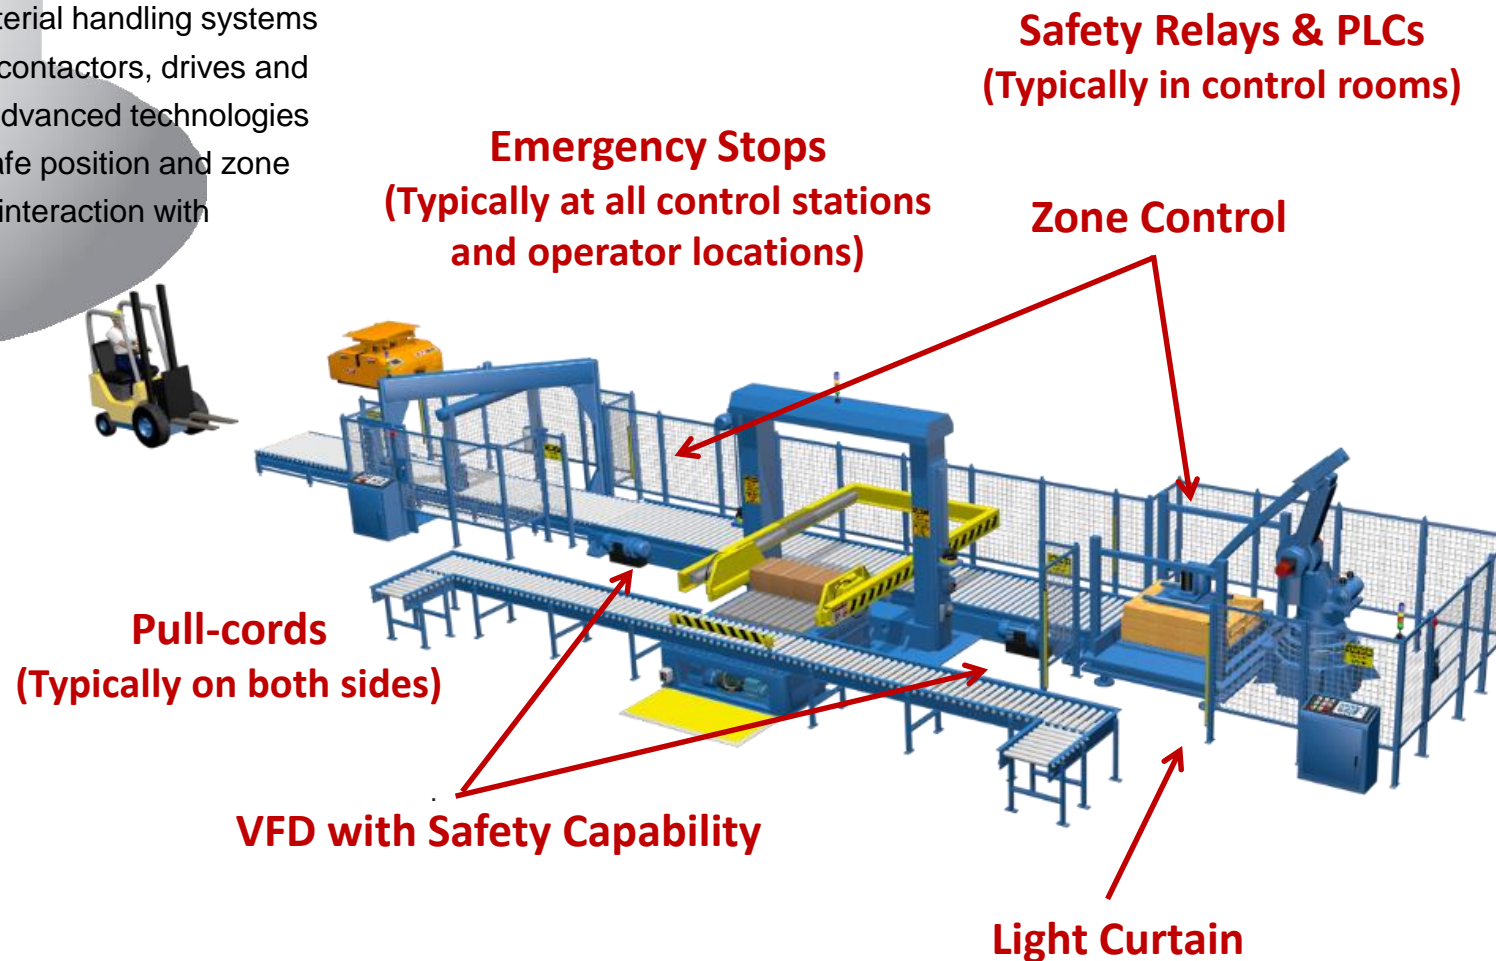 terial handling systems
contactors, drives and
dvanced technologies
afe position and zone
interaction with
Safety Relays & PLCs
(Typically in control rooms)
Emergency Stops
(Typically at all control stations
and operator locations)
Zone Control
Pull-cords
(Typically on both sides)
VFD with Safety Capability
.
Light Curtain